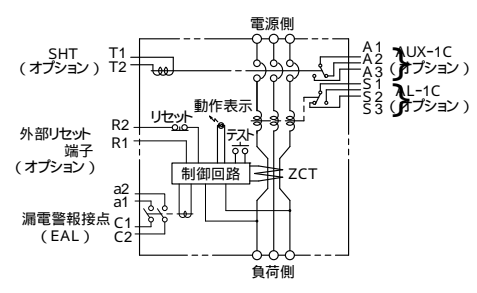 電源側
SHT
(オプション)
T1
T2
A1
A2
A3
AUX-1C
(オプション)
S1
S2
S3
AL-1C
(オプション)
リセット
動作表示
テスト
外部リセット
端子
(オプション)
R2
R1
制御回路
ZCT
漏電警報接点
(EAL)
a2
a1
C1
C2
負荷側